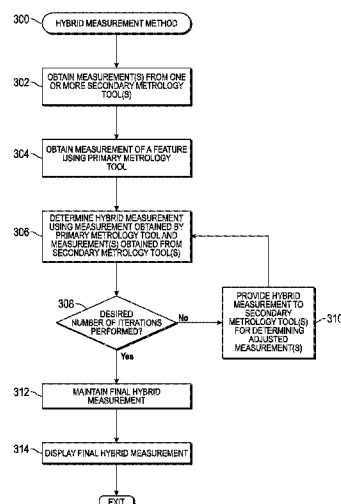 300
HYBRID MEASUREMENT METHOD
302
OBTAIN MEASUREMENT(S) FROM ONE
OR MORE SECONDARY METROLOGY
TOOL(S)
304
OBTAIN MEASUREMENT OF A FEATURE
USING PRIMARY METROLOGY
TOOL
306
DETERMINE HYBRID MEASUREMENT
USING MEASUREMENT OBTAINED BY
PRIMARY METROLOGY TOOL AND
MEASUREMENT(S) OBTAINED FROM
SECONDARY METROLOGY TOOL(S)
308
DESIRED
NUMBER OF ITERATIONS
PERFORMED?
No
PROVIDE HYBRID
MEASUREMENT TO
SECONDARY
METROLOGY TOOL(S)
FOR DETERMINING
ADJUSTED
MEASUREMENT(S)
310
Yes
312
MAINTAIN FINAL HYBRID
MEASUREMENT
314
DISPLAY FINAL HYBRID MEASUREMENT
EXIT